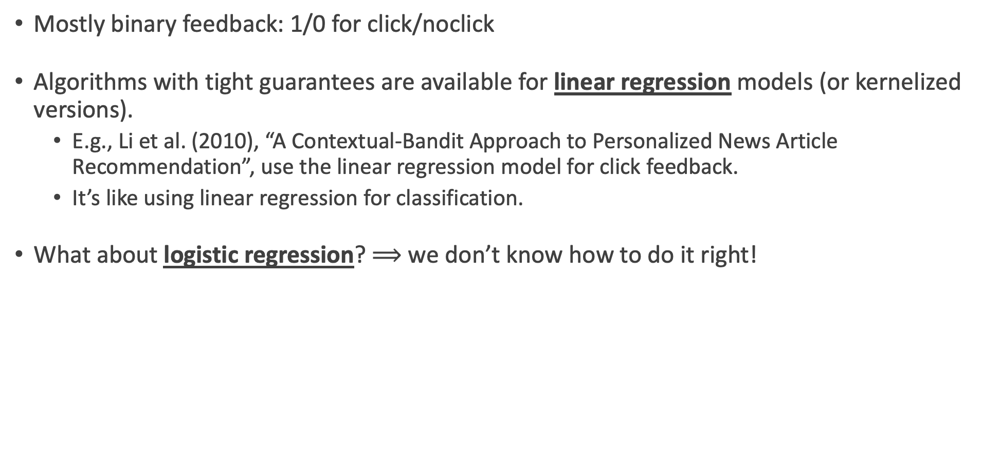 • Mostly binary feedback: 1/0 for click/noclick
• Algorithms with tight guarantees are available for linear regression models (or kernelized
versions).
• E.g., Li et al. (2010), “A Contextual-Bandit Approach to Personalized News Article
Recommendation”, use the linear regression model for click feedback.
• It’s like using linear regression for classification.
• What about logistic regression? ⟹ we don’t know how to do it right!